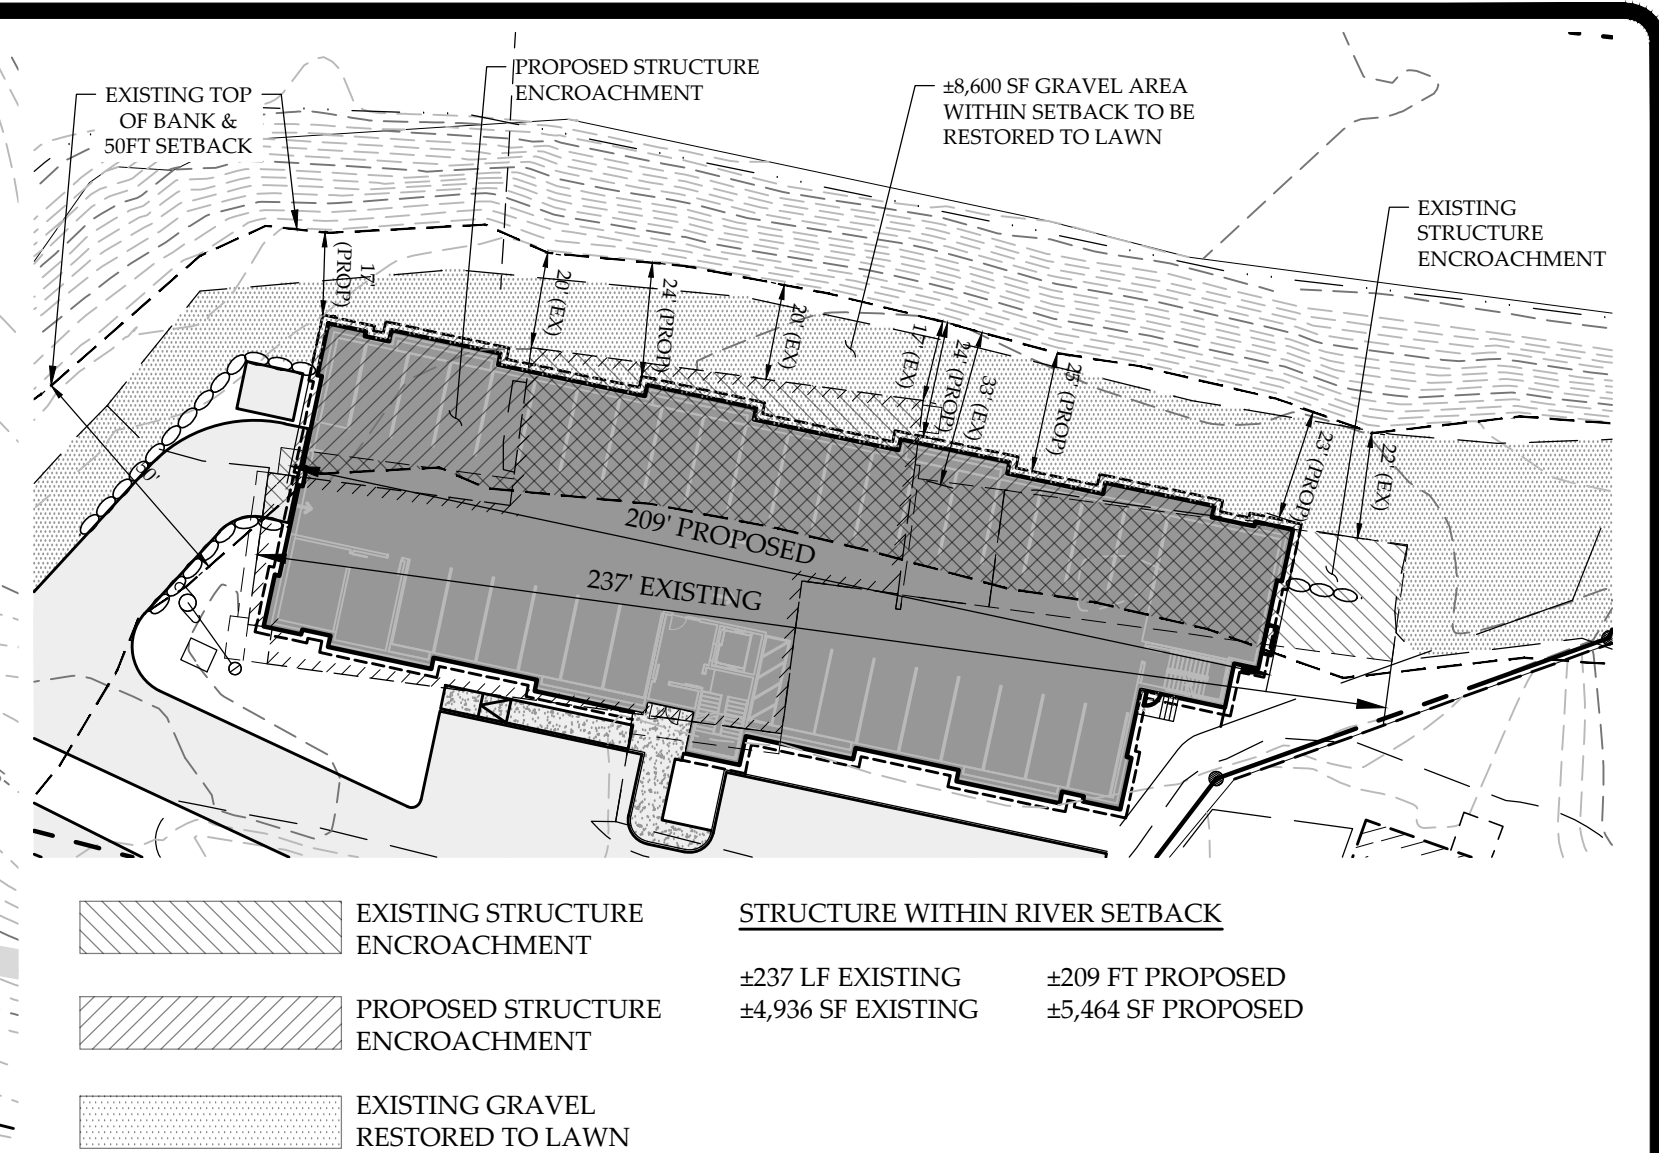 EXISTING TOP
OF BANK &
50FT SETBACK
PROPOSED STRUCTURE
ENCROACHMENT
±8,600 SF GRAVEL AREA
WITHIN SETBACK TO BE
RESTORED TO LAWN
EXISTING
STRUCTURE
ENCROACHMENT
17'
(PROP)
20' (EX)
24' (PROP)
20' (EX)
17' (EX)
24' (PROP)
33' (EX)
25' (PROP)
23' (PROP)
22' (EX)
209' PROPOSED
237' EXISTING
EXISTING STRUCTURE
ENCROACHMENT
PROPOSED STRUCTURE
ENCROACHMENT
EXISTING GRAVEL
RESTORED TO LAWN
STRUCTURE WITHIN RIVER SETBACK
±237 LF EXISTING
±209 FT PROPOSED
±4,936 SF EXISTING
±5,464 SF PROPOSED